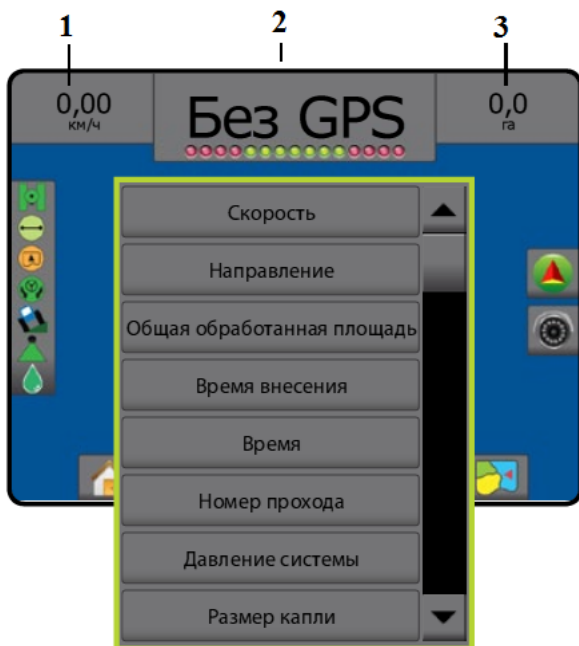 1 2 3
0,00 Без GPS 0,0
км/ч га
Скорость
Направление
Общая обработанная площадь
Время внесения
Время
Номер прохода
Давление системы
Размер капли